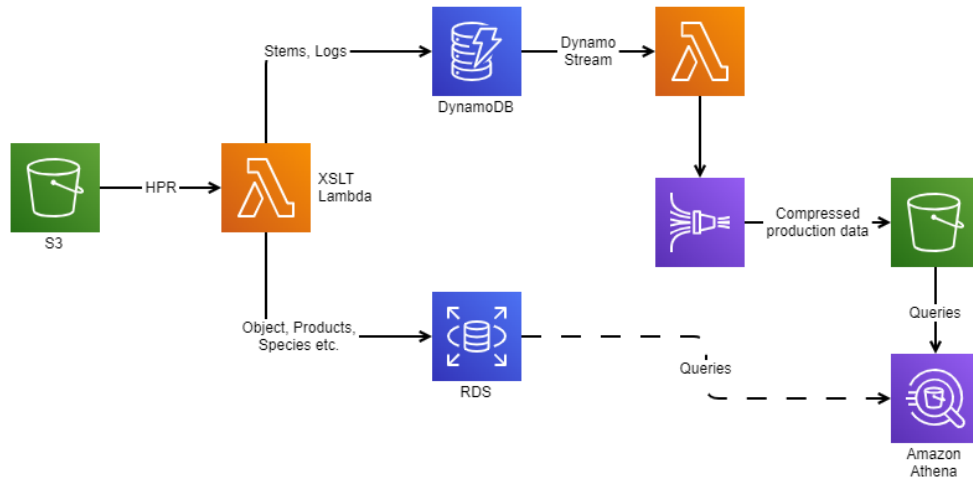 Stems, Logs
Dynamo
Stream
DynamoDB
HPR
XSLT
Lambda
S3
Compressed
production data
Object, Products,
Species etc.
Queries
Queries
RDS
Amazon
Athena